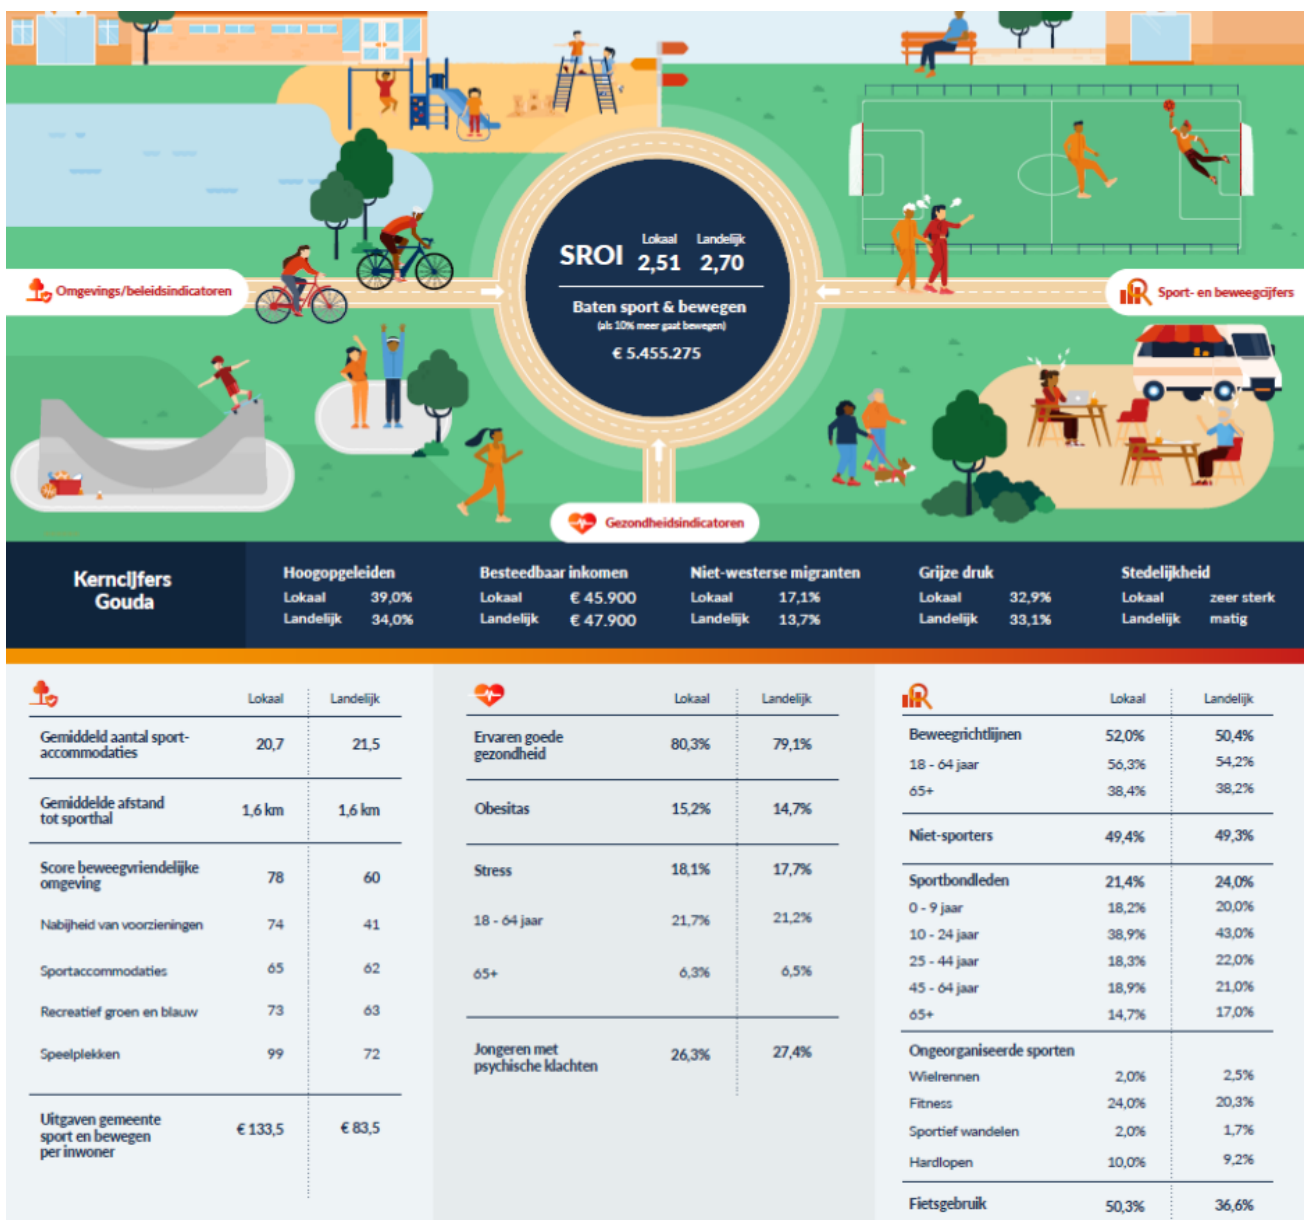 SROI
Lokaal Landelijk
2,51 2,70
Baten sport & bewegen
(als 10% meer gaat bewegen)
€ 5.455.275
Omgevings/beleidsindicatoren
Sport- en beweegcijfers
Gezondheidsindicatoren
Kerncijfers
Gouda
Hoogopgeleiden
Lokaal 39,0%
Landelijk 34,0%
Besteedbaar inkomen
Lokaal € 45.900
Landelijk € 47.900
Niet-westerse migranten
Lokaal 17,1%
Landelijk 13,7%
Grijze druk
Lokaal 32,9%
Landelijk 33,1%
Stedelijkheid
Lokaal zeer sterk
Landelijk matig
Lokaal Landelijk
Gemiddeld aantal sport-
accommodaties 20,7 21,5
Gemiddelde afstand
tot sporthal 1,6 km 1,6 km
Score beweegvriendelijke
omgeving 78 60
Nabijheid van voorzieningen 74 41
Sportaccommodaties 65 62
Recreatief groen en blauw 73 63
Speelplekken 99 72
Uitgaven gemeente
sport en bewegen € 133,5 € 83,5
per inwoner
Lokaal Landelijk
Ervaren goede
gezondheid 80,3% 79,1%
Obesitas 15,2% 14,7%
Stress 18,1% 17,7%
18 - 64 jaar 21,7% 21,2%
65+ 6,3% 6,5%
Jongeren met
psychische klachten 26,3% 27,4%
Lokaal Landelijk
Beweegrichtlijnen 52,0% 50,4%
18 - 64 jaar 56,3% 54,2%
65+ 38,4% 38,2%
Niet-sporters 49,4% 49,3%
Sportbondleden 21,4% 24,0%
0 - 9 jaar 18,2% 20,0%
10 - 24 jaar 38,9% 43,0%
25 - 44 jaar 18,3% 22,0%
45 - 64 jaar 18,9% 21,0%
65+ 14,7% 17,0%
Ongeorganiseerde sporten
Wielrennen 2,0% 2,5%
Fitness 24,0% 20,3%
Sportief wandelen 2,0% 1,7%
Hardlopen 10,0% 9,2%
Fietsgebruik 50,3% 36,6%